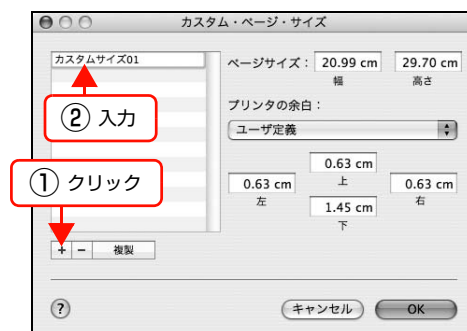 カスタム・ページ・サイズ
カスタムサイズ01
② 入力
① クリック
+ − 複製
ページサイズ： 20.99 cm 29.70 cm
幅 高さ
プリンタの余白：
ユーザ定義
0.63 cm
上
0.63 cm 0.63 cm
左 右
1.45 cm
下
? キャンセル OK